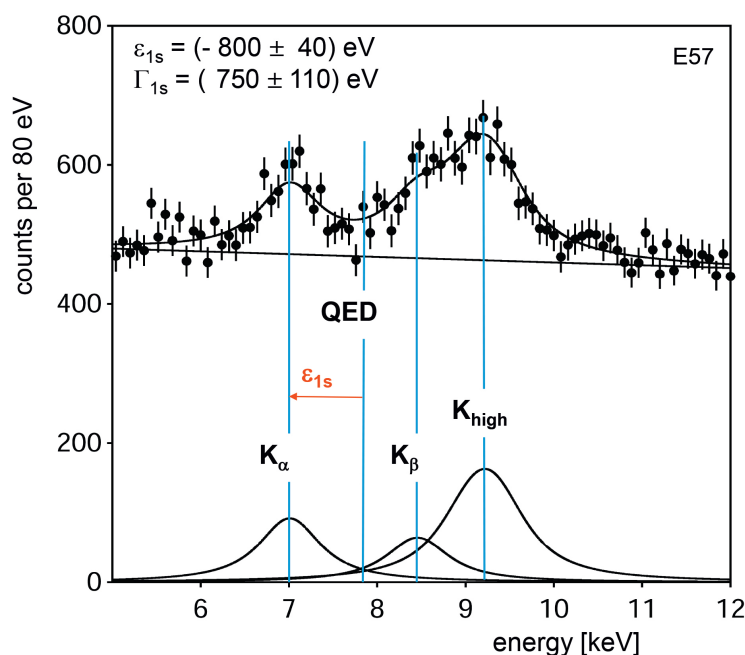 800
ε1s = (- 800 ± 40) eV
E57
Γ1s = ( 750 ± 110) eV
600
counts per 80 eV
400
QED
ε1s
Khigh
200
Kα
Kβ
0
6 7 8 9 10 11 12
energy [keV]